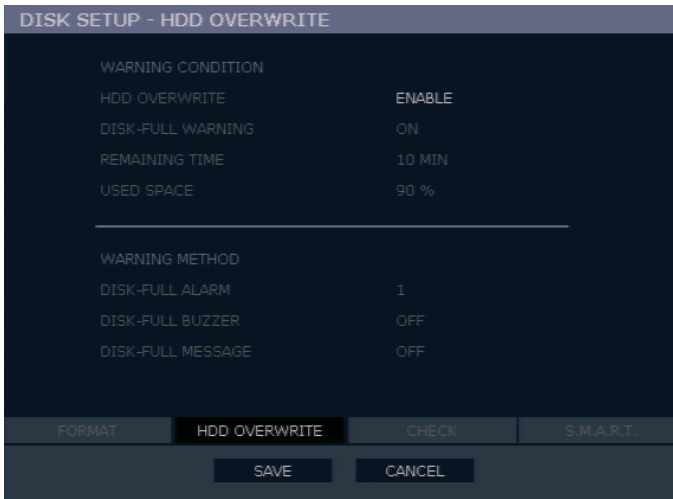 DISK SETUP - HDD OVERWRITE
WARNING CONDITION
HDD OVERWRITE ENABLE
DISK-FULL WARNING ON
REMAINING TIME 10 MIN
USED SPACE 90 %
WARNING METHOD
DISK-FULL ALARM 1
DISK-FULL BUZZER OFF
DISK-FULL MESSAGE OFF
FORMAT HDD OVERWRITE CHECK S.M.A.R.T.
SAVE CANCEL